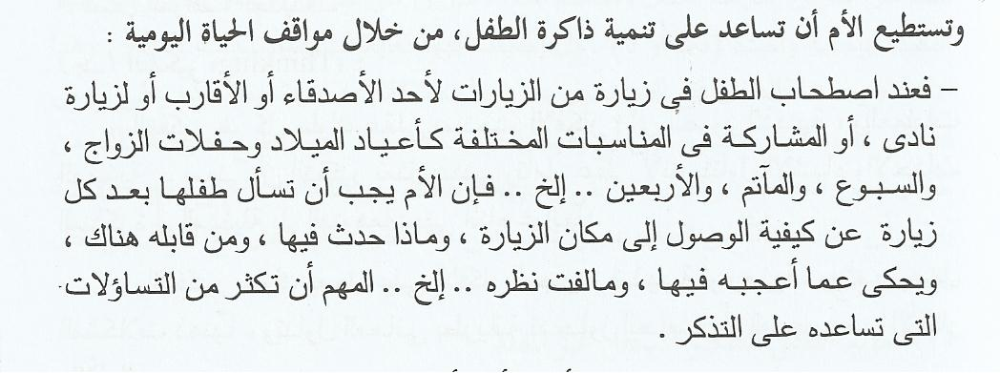 وتستطيع الأم أن تساعد على تنمية ذاكرة الطفل، من خلال مواقف الحياة اليومية :
– فعند اصطحاب الطفل فى زيارة من الزيارات لأحد الأصدقاء أو الأقارب أو لزيارة
نادى ، أو المشاركة فى المناسبات المختلفة كأعياد الميلاد وحفلات الزواج ،
والسبوع ، والمآتم ، والأربعين .. إلخ .. فإن الأم يجب أن تسأل طفلها بعد كل
زيارة عن كيفية الوصول إلى مكان الزيارة ، وماذا حدث فيها ، ومن قابله هناك ،
ويحكى عما أعجبه فيها ، ومالفت نظره .. إلخ .. المهم أن تكثر من التساؤلات
التى تساعده على التذكر .